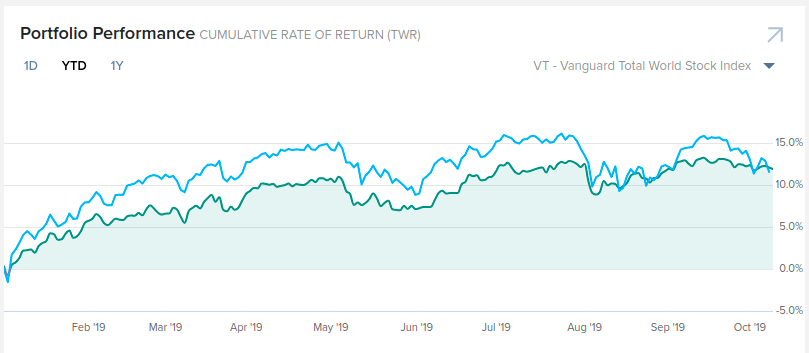 Portfolio Performance CUMULATIVE RATE OF RETURN (TWR)
1D YTD 1Y VT - Vanguard Total World Stock Index
15.0%
10.0%
5.0%
0.0%
-5.0%
Feb '19 Mar '19 Apr '19 May '19 Jun '19 Jul '19 Aug '19 Sep '19 Oct '19